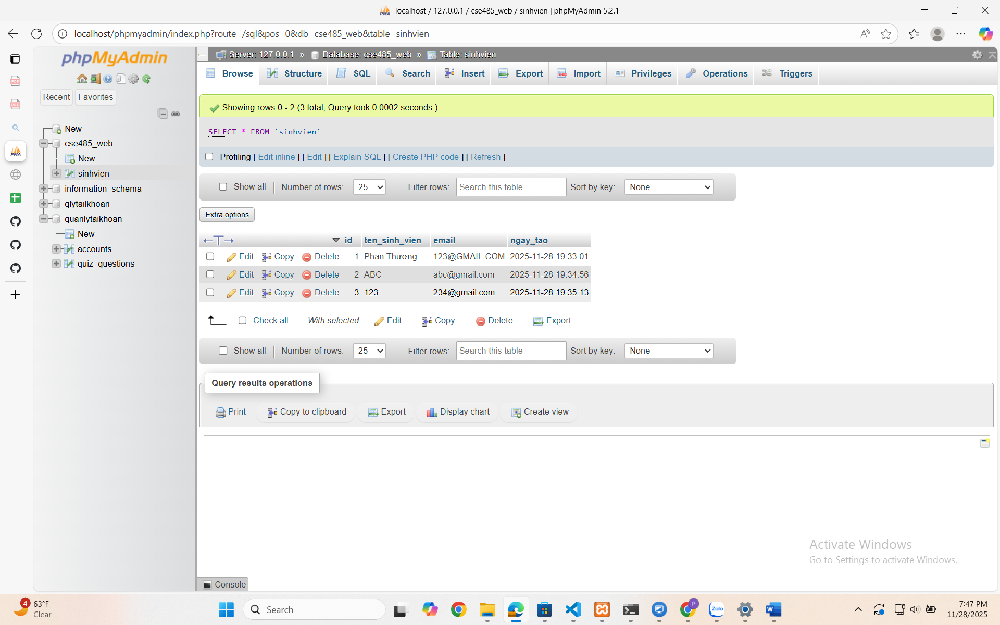 localhost / 127.0.0.1 / cse485_web / sinhvien | phpMyAdmin 5.2.1
localhost/phpmyadmin/index.php?route=/sql&pos=0&db=cse485_web&table=sinhvien
phpMyAdmin
Recent Favorites
New
cse485_web
New
sinhvien
information_schema
qlytailkhoan
quanlytaikhoan
New
accounts
quiz_questions
Server: 127.0.0.1 » Database: cse485_web » Table: sinhvien
Browse Structure SQL Search Insert Export Import Privileges Operations Triggers
Showing rows 0 - 2 (3 total, Query took 0.0002 seconds.)
SELECT * FROM `sinhvien`
Profiling [ Edit inline ] [ Edit ] [ Explain SQL ] [ Create PHP code ] [ Refresh ]
Show all Number of rows: 25 Filter rows: Search this table Sort by key: None
Extra options
id ten_sinh_vien email ngay_tao
Edit Copy Delete 1 Phan Thương 123@GMAIL.COM 2025-11-28 19:33:01
Edit Copy Delete 2 ABC abc@gmail.com 2025-11-28 19:34:56
Edit Copy Delete 3 123 234@gmail.com 2025-11-28 19:35:13
Check all With selected: Edit Copy Delete Export
Show all Number of rows: 25 Filter rows: Search this table Sort by key: None
Query results operations
Print Copy to clipboard Export Display chart Create view
Activate Windows
Go to Settings to activate Windows.
Console
4 63°F
Clear
Search
P
Zalo
7:47 PM
11/28/2025